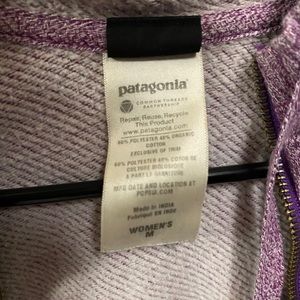 patagonia
COMMON THREADS
PARTNERSHIP
Repair, Reuse, Recycle
This Product
www.patagonia.com
60% POLYESTER 40% ORGANIC
COTTON
EXCLUSIVE OF TRIM
60% POLYESTER 40% COTON DE
CULTURE BIOLOGIQUE
À PART LA GARNITURE
MFG DATE AND LOCATION AT
Made in INDIA
Fabriqué EN INDE
WOMEN'S
M